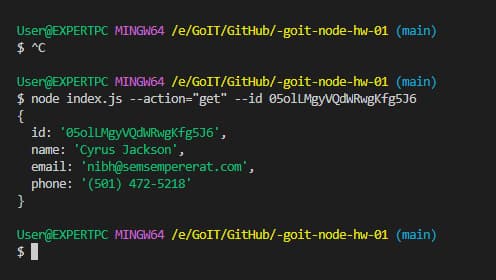 User@EXPERTPC MINGW64 /e/GoIT/GitHub/-goit-node-hw-01 (main)
$ ^C
User@EXPERTPC MINGW64 /e/GoIT/GitHub/-goit-node-hw-01 (main)
$ node index.js --action="get" --id 05olLMgyVQdWRwgKfg5J6
{
  id: '05olLMgyVQdWRwgKfg5J6',
  name: 'Cyrus Jackson',
  email: 'nibh@semsempererat.com',
  phone: '(501) 472-5218'
}
User@EXPERTPC MINGW64 /e/GoIT/GitHub/-goit-node-hw-01 (main)
$